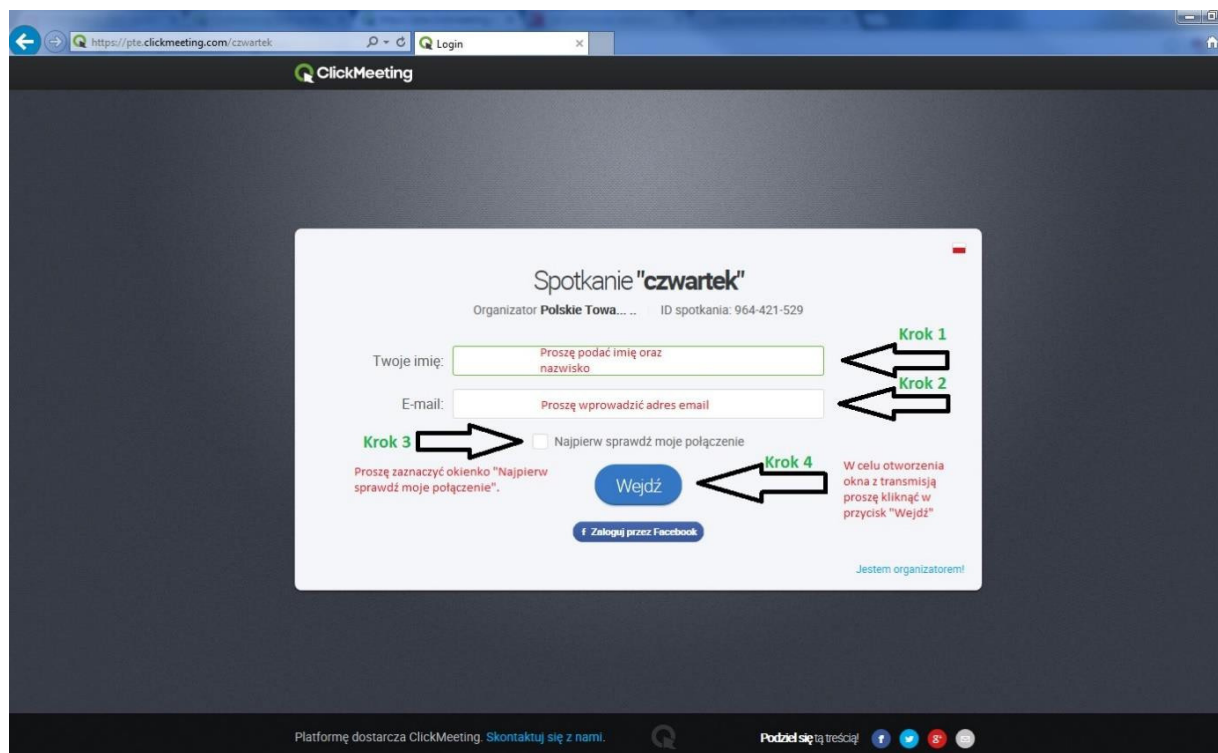 https://pte.clickmeeting.com/czwartek
Login
ClickMeeting
Spotkanie "czwartek"
Organizator Polskie Towa... .. ID spotkania: 964-421-529
Krok 1
Twoje imię:
Proszę podać imię oraz
nazwisko
Krok 2
E-mail:
Proszę wprowadzić adres email
Krok 3
Najpierw sprawdź moje połączenie
Proszę zaznaczyć okienko "Najpierw
sprawdź moje połączenie".
Wejdź
Krok 4
W celu otworzenia
okna z transmisją
proszę kliknąć w
przycisk "Wejdź"
f Zaloguj przez Facebook
Jestem organizatorem!
Platformę dostarcza ClickMeeting. Skontaktuj się z nami.
Podziel się tą treścią!